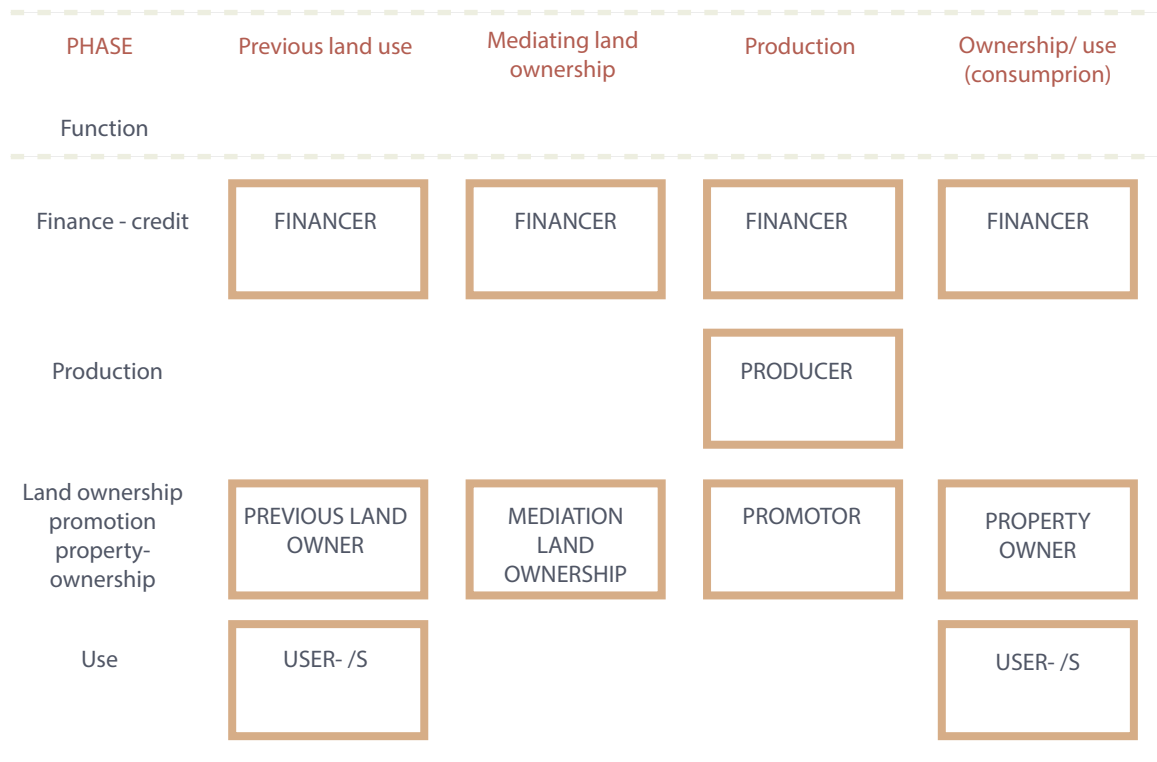 PHASE
Previous land use
Mediating land
ownership
Production
Ownership/ use
(consumprion)
Function
Finance - credit
FINANCER
FINANCER
FINANCER
FINANCER
Production
PRODUCER
Land ownership
promotion
property-
ownership
PREVIOUS LAND
OWNER
MEDIATION
LAND
OWNERSHIP
PROMOTOR
PROPERTY
OWNER
Use
USER- /S
USER- /S